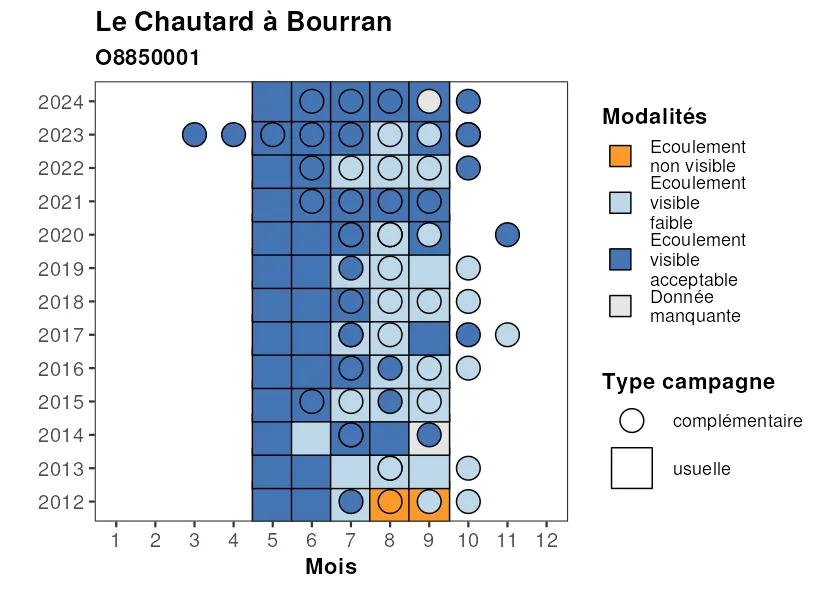 Le Chautard à Bourran
O8850001
2024
2023
2022
2021
2020
2019
2018
2017
2016
2015
2014
2013
2012
1 2 3 4 5 6 7 8 9 10 11 12
Mois
Modalités
Ecoulement
non visible
Ecoulement
visible
faible
Ecoulement
visible
acceptable
Donnée
manquante
Type campagne
complémentaire
usuelle